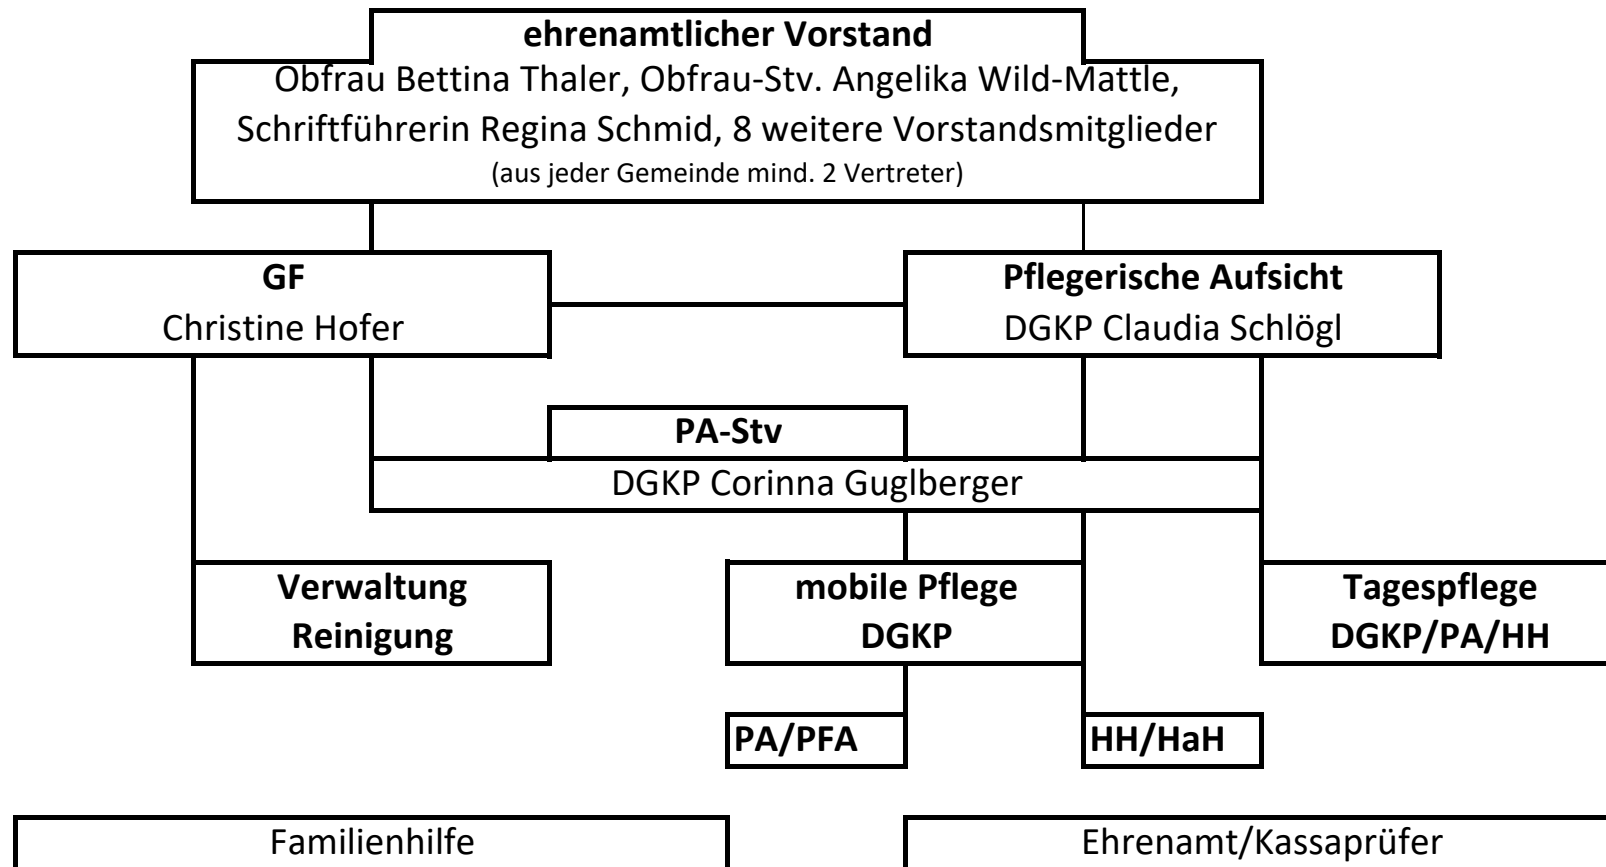 ehrenamtlicher Vorstand
Obfrau Bettina Thaler, Obfrau-Stv. Angelika Wild-Mattle,
Schriftführerin Regina Schmid, 8 weitere Vorstandsmitglieder
(aus jeder Gemeinde mind. 2 Vertreter)
GF
Christine Hofer
Pflegerische Aufsicht
DGKP Claudia Schlögl
PA-Stv
DGKP Corinna Guglberger
Verwaltung
Reinigung
mobile Pflege
DGKP
Tagespflege
DGKP/PA/HH
PA/PFA
HH/HaH
Familienhilfe
Ehrenamt/Kassaprüfer